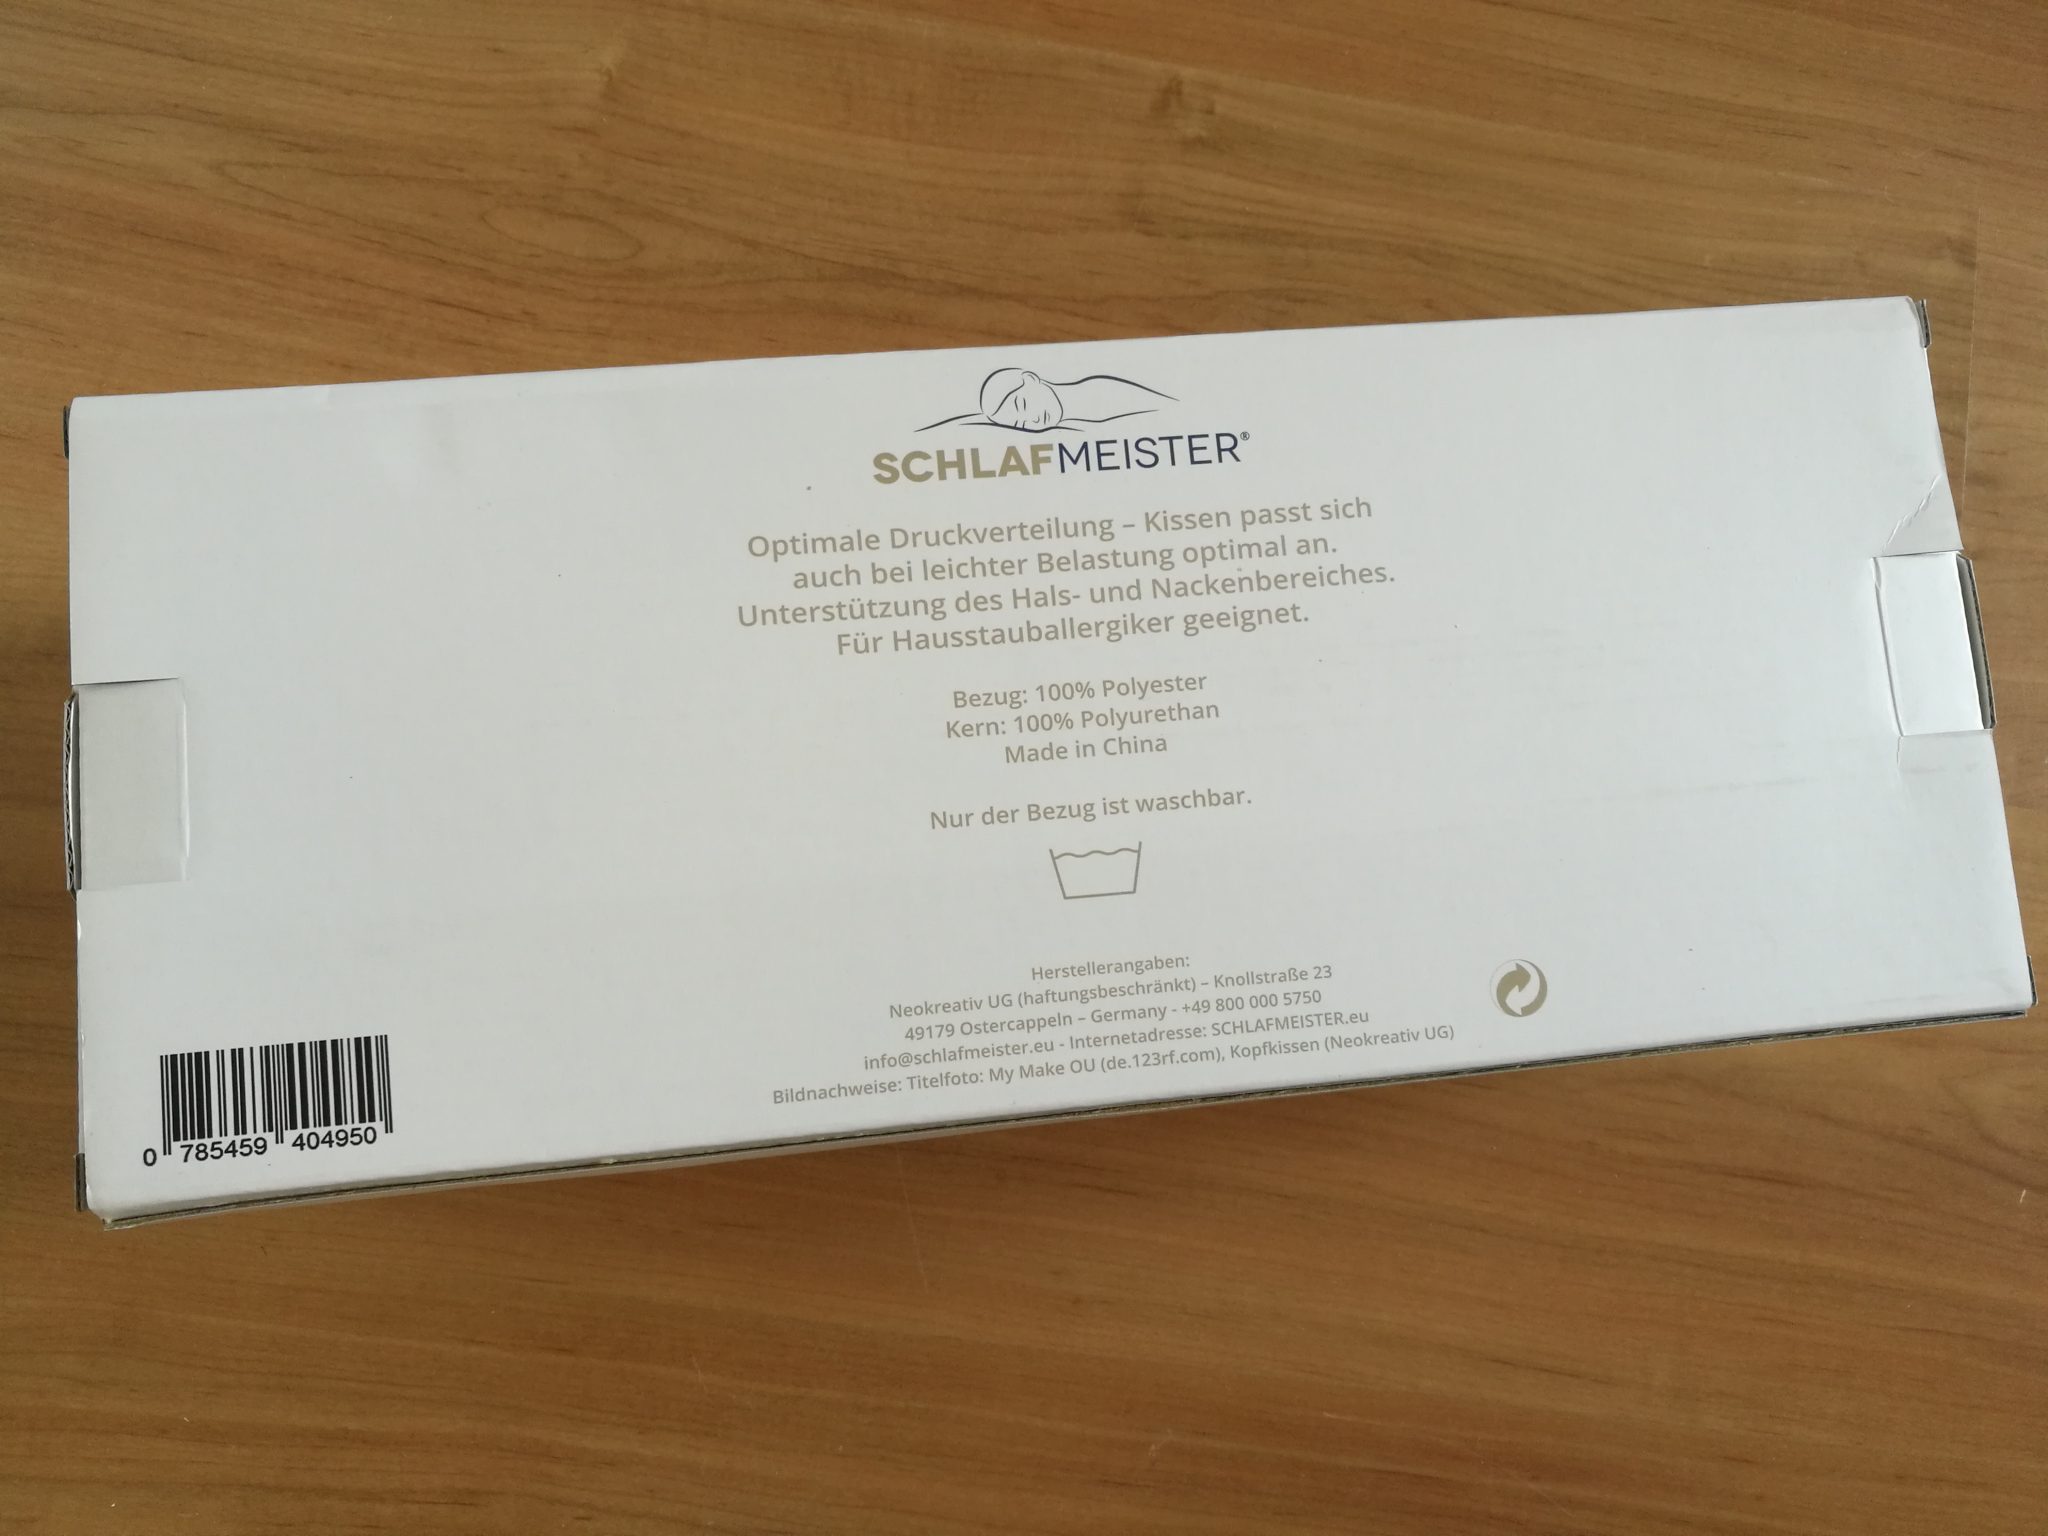 SCHLAFMEISTER®
Optimale Druckverteilung – Kissen passt sich
auch bei leichter Belastung optimal an.
Unterstützung des Hals- und Nackenbereiches.
Für Hausstauballergiker geeignet.
Bezug: 100% Polyester
Kern: 100% Polyurethan
Made in China
Nur der Bezug ist waschbar.
Herstellerangaben:
Neokreativ UG (haftungsbeschränkt) – Knollstraße 23
49179 Ostercappeln – Germany - +49 800 000 5750
info@schlafmeister.eu - Internetadresse: SCHLAFMEISTER.eu
Bildnachweise: Titelfoto: My Make OU (de.123rf.com), Kopfkissen (Neokreativ UG)
0 785459 404950